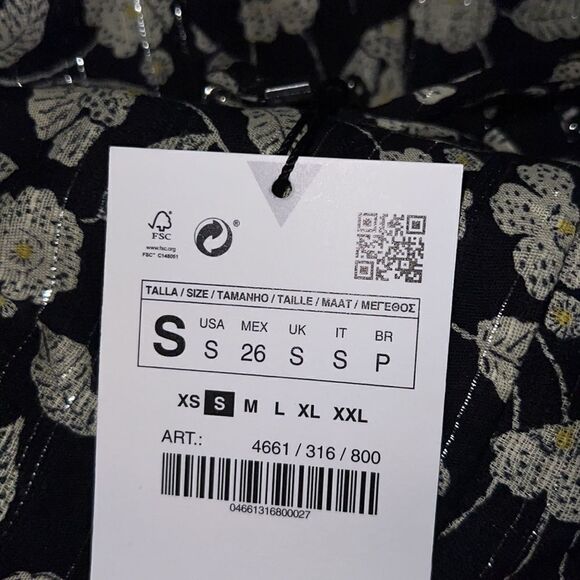 FSC
www.fsc.org
FSC® C148051
®
TALLA / SIZE / TAMANHO / TAILLE / MAAT / ΜΕΓΕΘΟΣ
S USA MEX UK IT BR
S 26 S S P
XS S M L XL XXL
ART.: 4661 / 316 / 800
04661316800027